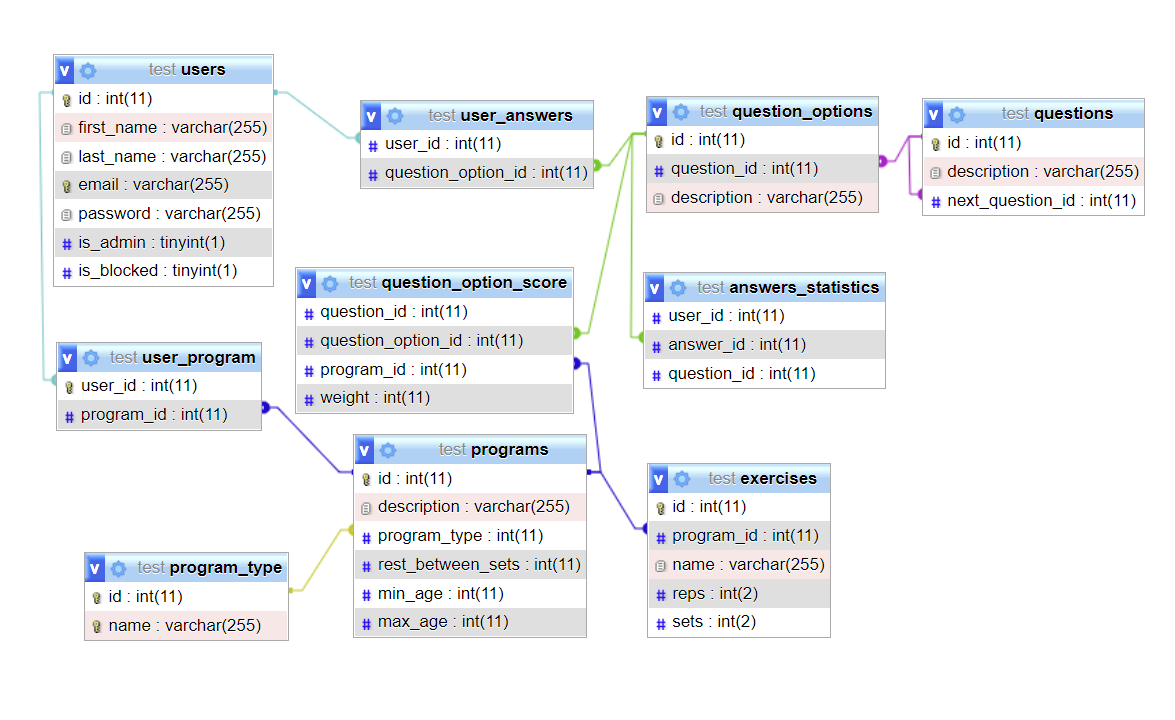 v test users
id : int(11)
first_name : varchar(255)
last_name : varchar(255)
email : varchar(255)
password : varchar(255)
# is_admin : tinyint(1)
# is_blocked : tinyint(1)
v test user_answers
# user_id : int(11)
# question_option_id : int(11)
v test question_options
id : int(11)
# question_id : int(11)
description : varchar(255)
v test questions
id : int(11)
description : varchar(255)
# next_question_id : int(11)
v test question_option_score
# question_id : int(11)
# question_option_id : int(11)
# program_id : int(11)
# weight : int(11)
v test answers_statistics
# user_id : int(11)
# answer_id : int(11)
# question_id : int(11)
v test user_program
user_id : int(11)
# program_id : int(11)
v test programs
id : int(11)
description : varchar(255)
# program_type : int(11)
# rest_between_sets : int(11)
# min_age : int(11)
# max_age : int(11)
v test exercises
id : int(11)
# program_id : int(11)
name : varchar(255)
# reps : int(2)
# sets : int(2)
v test program_type
id : int(11)
name : varchar(255)